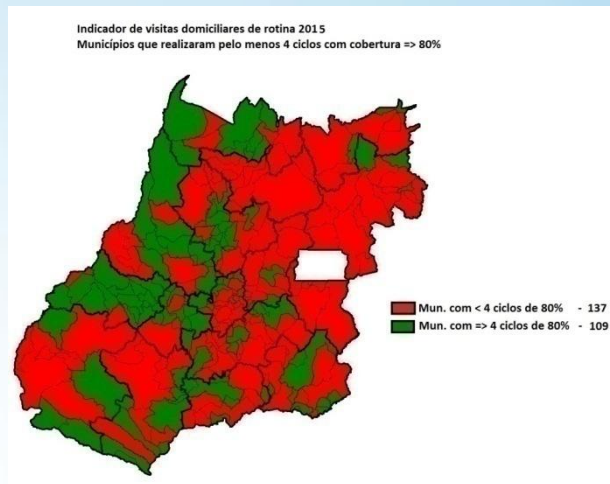 Indicador de visitas domiciliares de rotina 2015
Municípios que realizaram pelo menos 4 ciclos com cobertura => 80%
Mun. com < 4 ciclos de 80% - 137
Mun. com => 4 ciclos de 80% - 109